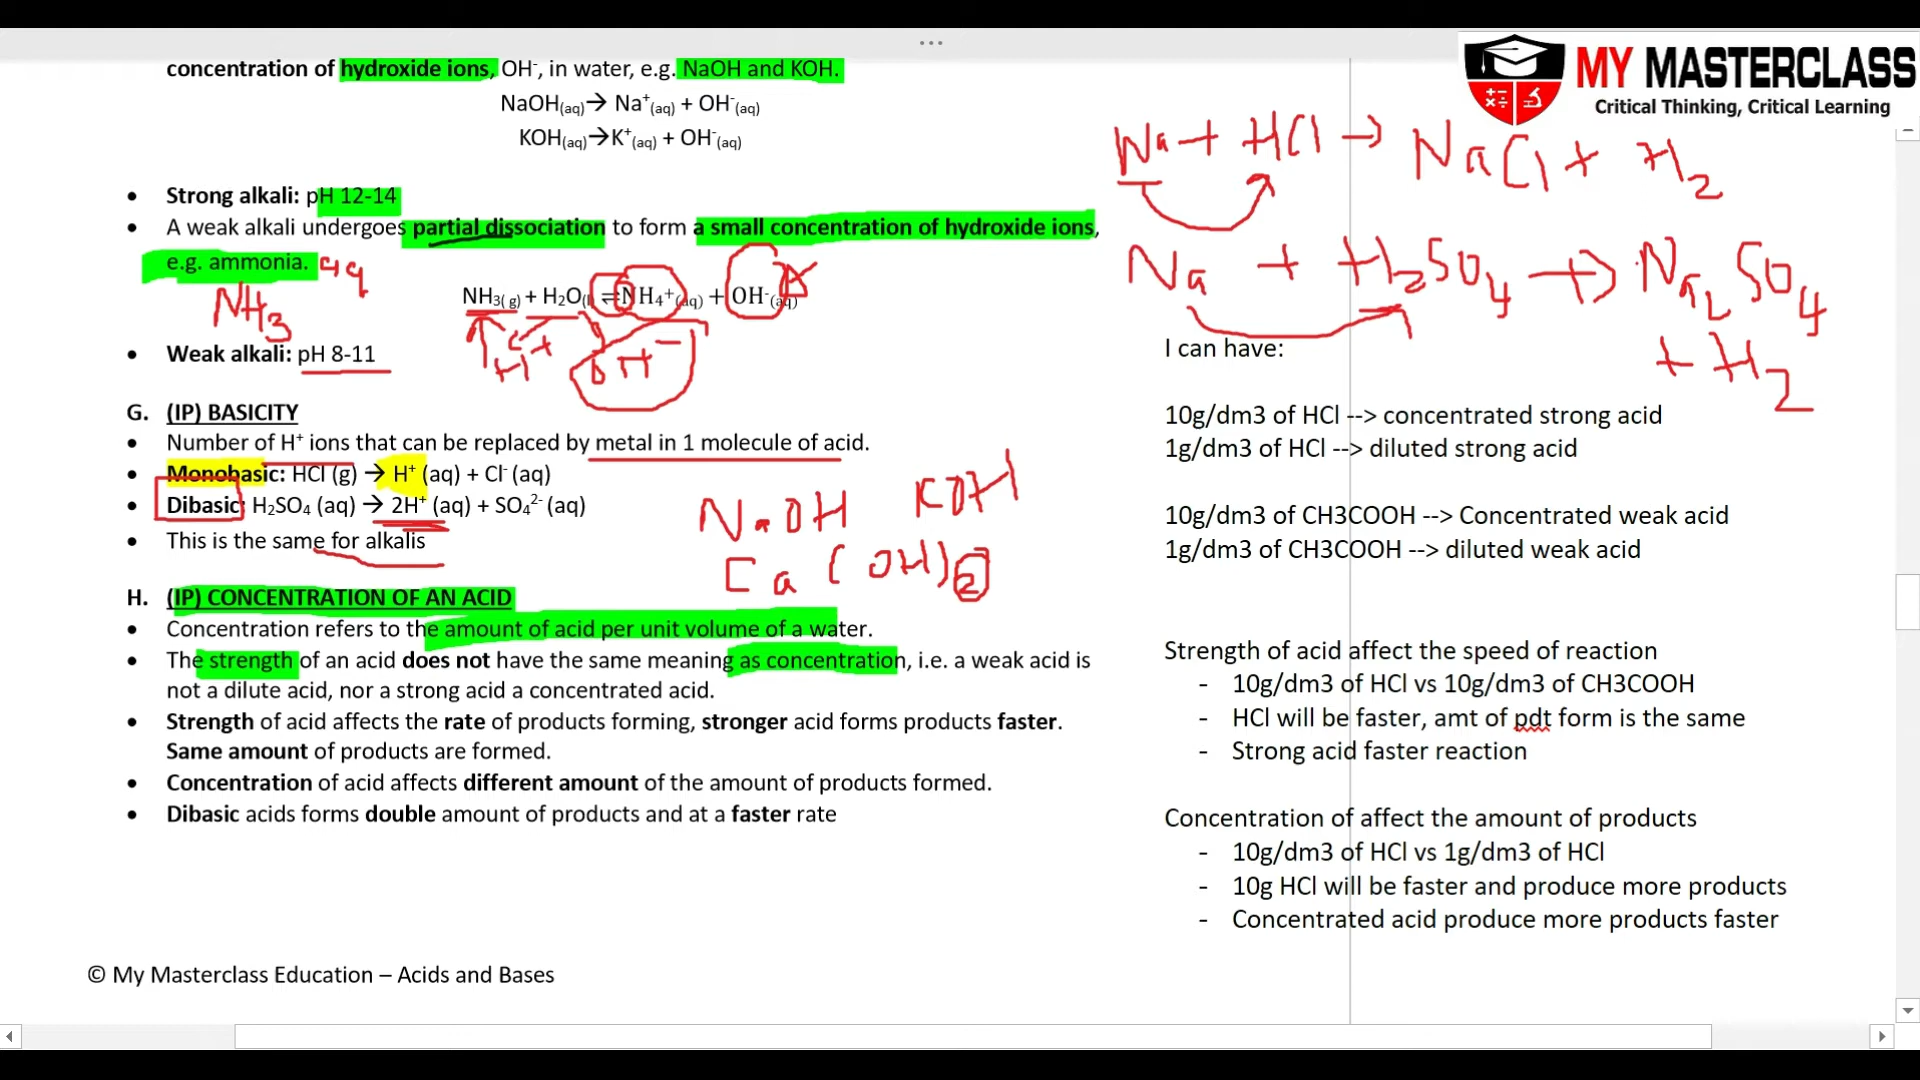 concentration of hydroxide ions, OH⁻, in water, e.g. NaOH and KOH.
NaOH(aq)→ Na⁺(aq) + OH⁻(aq)
KOH(aq)→K⁺(aq) + OH⁻(aq)
• Strong alkali: pH 12-14
• A weak alkali undergoes partial dissociation to form a small concentration of hydroxide ions,
e.g. ammonia. aq
NH₃
NH₃(g) + H₂O(l) ⇌NH₄⁺(aq) + OH⁻(aq)
H⁺
OH⁻
• Weak alkali: pH 8-11
G. (IP) BASICITY
• Number of H⁺ ions that can be replaced by metal in 1 molecule of acid.
• Monobasic: HCl (g) → H⁺ (aq) + Cl⁻ (aq)
• Dibasic: H₂SO₄ (aq) → 2H⁺ (aq) + SO₄²⁻ (aq)
• This is the same for alkalis
NaOH KOH
Ca(OH)₂
H. (IP) CONCENTRATION OF AN ACID
• Concentration refers to the amount of acid per unit volume of a water.
• The strength of an acid does not have the same meaning as concentration, i.e. a weak acid is
not a dilute acid, nor a strong acid a concentrated acid.
• Strength of acid affects the rate of products forming, stronger acid forms products faster.
Same amount of products are formed.
• Concentration of acid affects different amount of the amount of products formed.
• Dibasic acids forms double amount of products and at a faster rate
© My Masterclass Education – Acids and Bases
MY MASTERCLASS
Critical Thinking, Critical Learning
Na + HCl → NaCl + H₂
Na + H₂SO₄ → Na₂SO₄
+ H₂
I can have:
10g/dm3 of HCl --> concentrated strong acid
1g/dm3 of HCl --> diluted strong acid
10g/dm3 of CH3COOH --> Concentrated weak acid
1g/dm3 of CH3COOH --> diluted weak acid
Strength of acid affect the speed of reaction
- 10g/dm3 of HCl vs 10g/dm3 of CH3COOH
- HCl will be faster, amt of pdt form is the same
- Strong acid faster reaction
Concentration of affect the amount of products
- 10g/dm3 of HCl vs 1g/dm3 of HCl
- 10g HCl will be faster and produce more products
- Concentrated acid produce more products faster